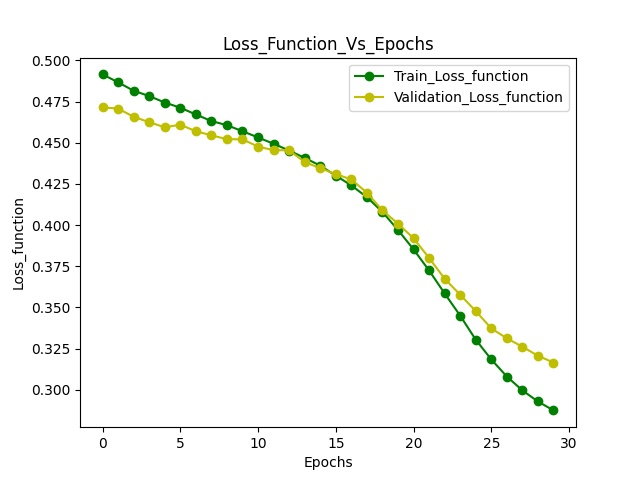 Loss_Function_Vs_Epochs
Train_Loss_function
Validation_Loss_function
0.500
0.475
0.450
0.425
0.400
0.375
0.350
0.325
0.300
Loss_function
0 5 10 15 20 25 30
Epochs